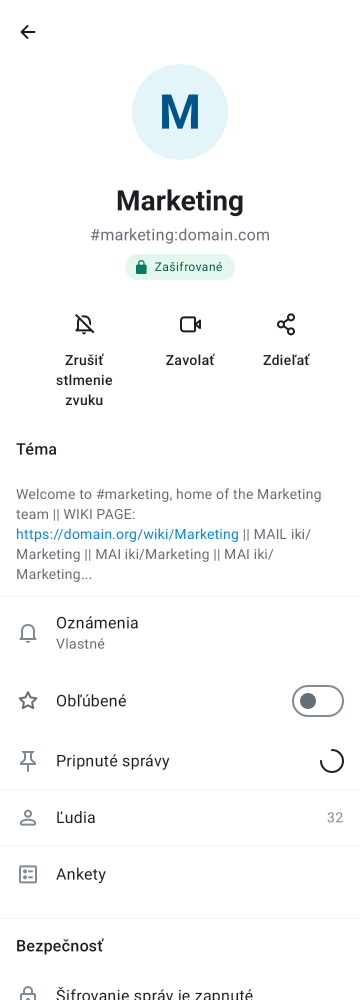 M
Marketing
#marketing:domain.com
Zašifrované
Zrušiť
stlmenie
zvuku
Zavolať
Zdieľať
Téma
Welcome to #marketing, home of the Marketing
team || WIKI PAGE:
https://domain.org/wiki/Marketing || MAIL iki/
Marketing || MAI iki/Marketing || MAI iki/
Marketing...
Oznámenia
Vlastné
Obľúbené
Pripnuté správy
Ľudia
32
Ankety
Bezpečnosť
Šifrovanie správ je zapnuté